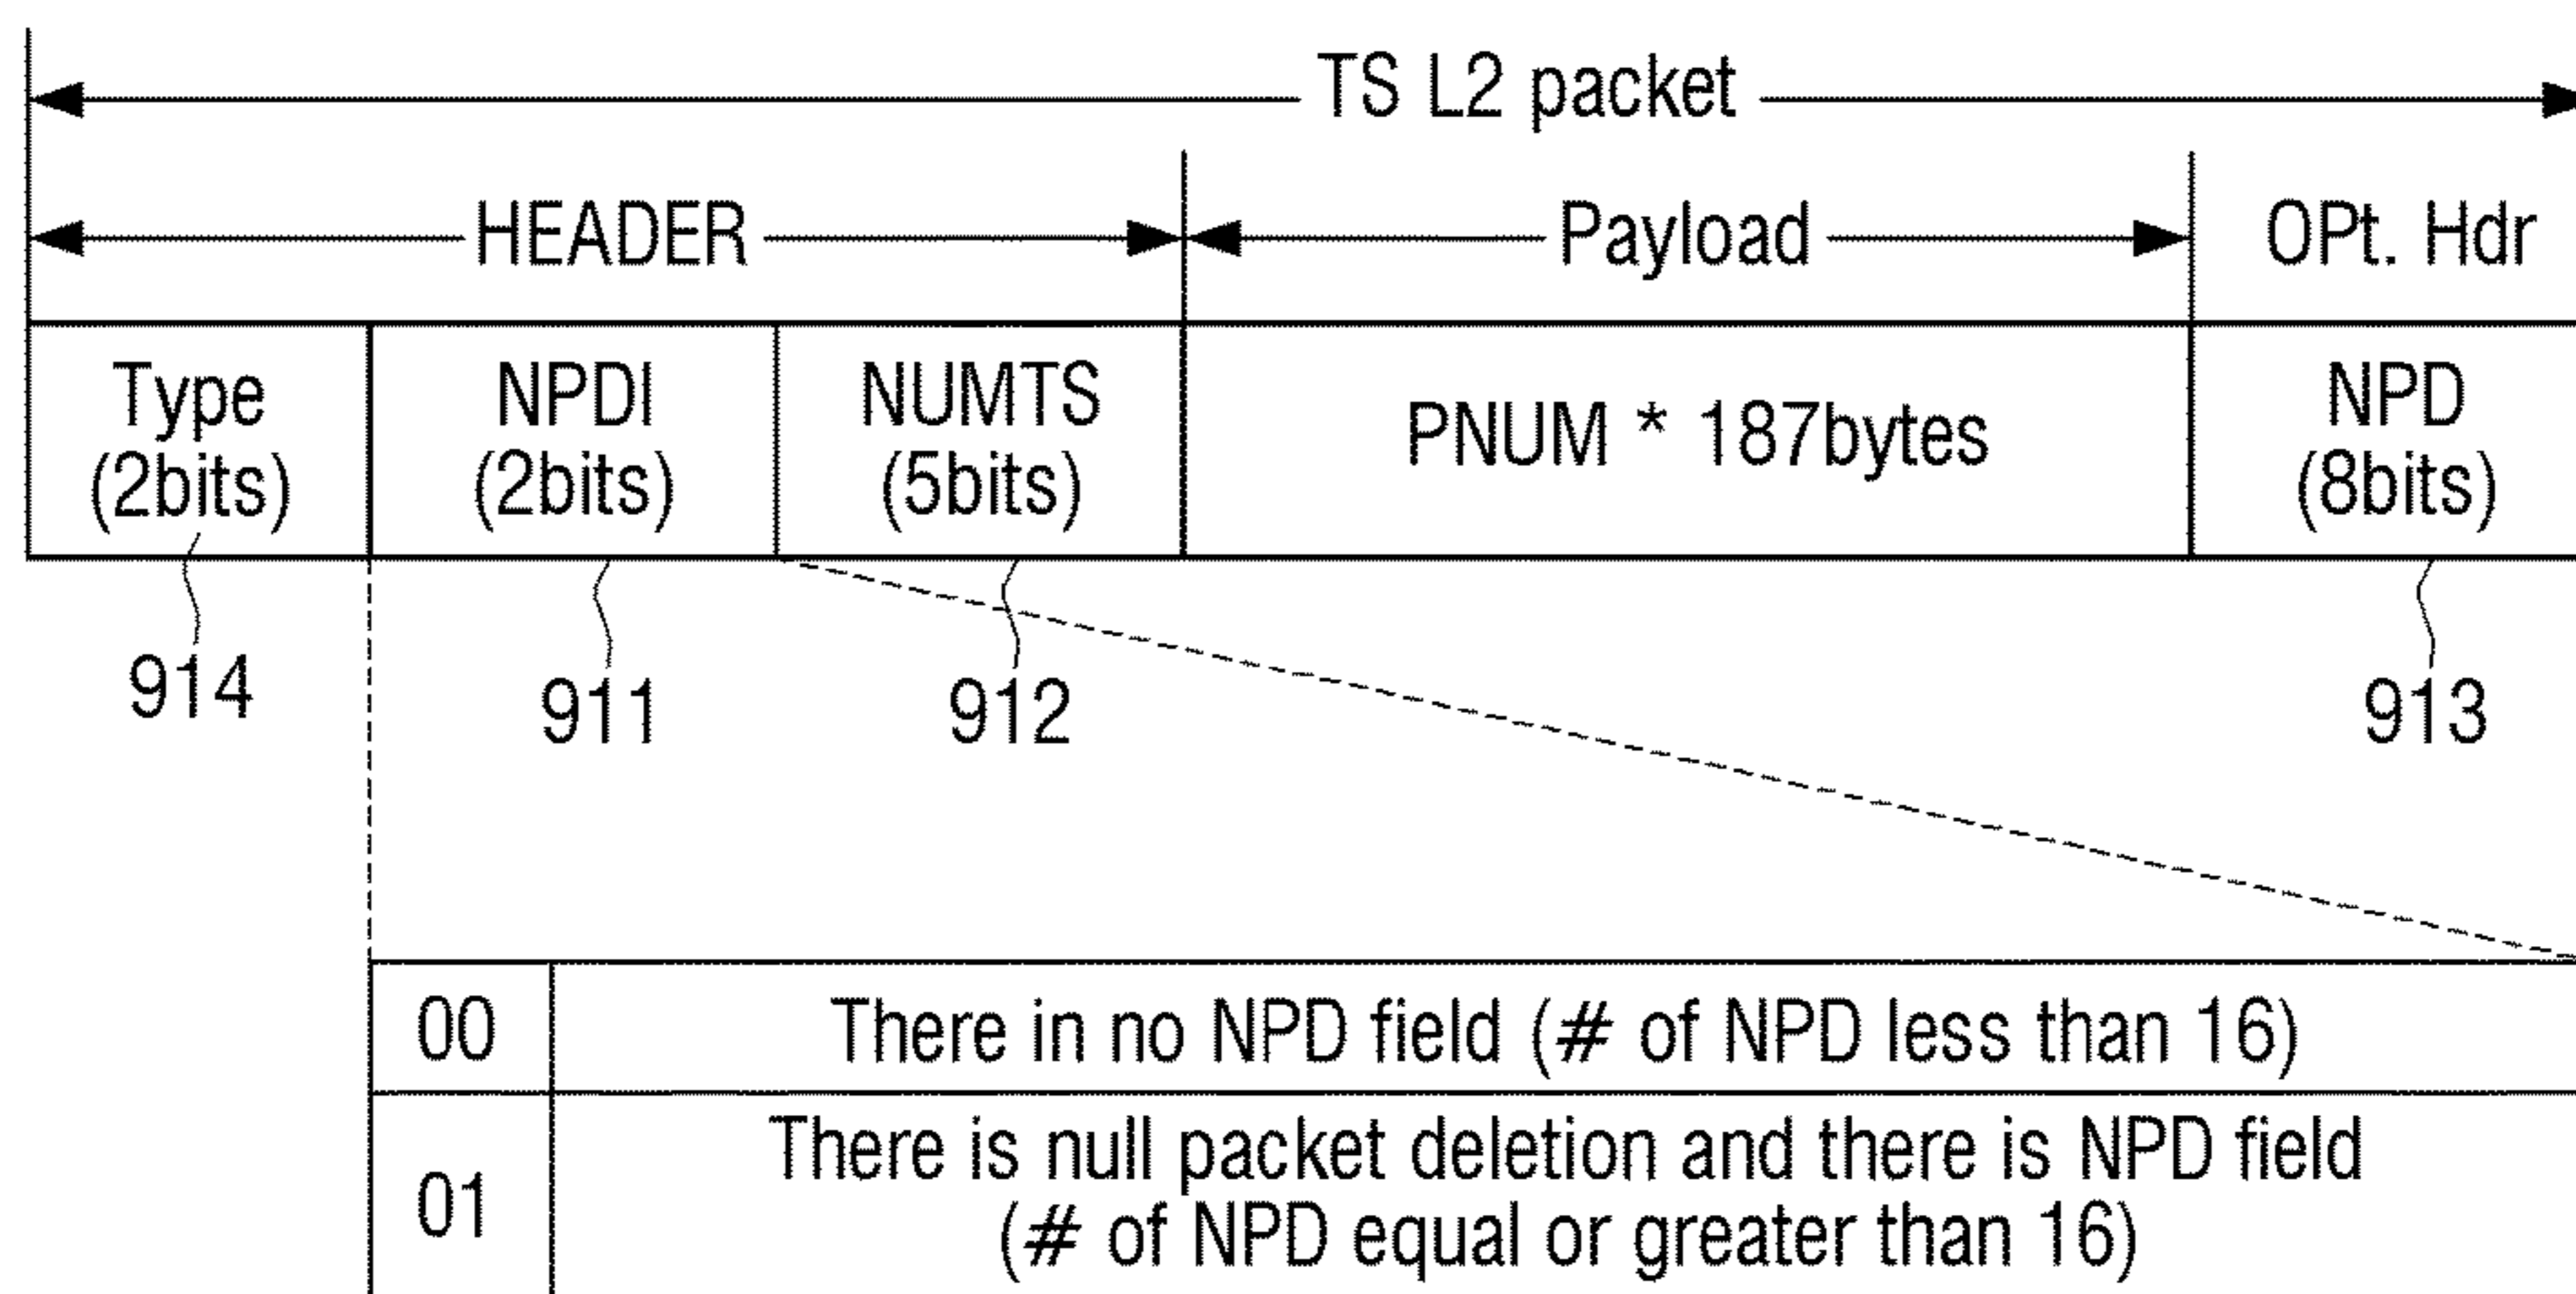 TS L2 packet
HEADER
Payload
OPt. Hdr
Type
(2bits)
NPDI
(2bits)
NUMTS
(5bits)
PNUM * 187bytes
NPD
(8bits)
914
911
912
913
00
There in no NPD field (# of NPD less than 16)
01
There is null packet deletion and there is NPD field
(# of NPD equal or greater than 16)